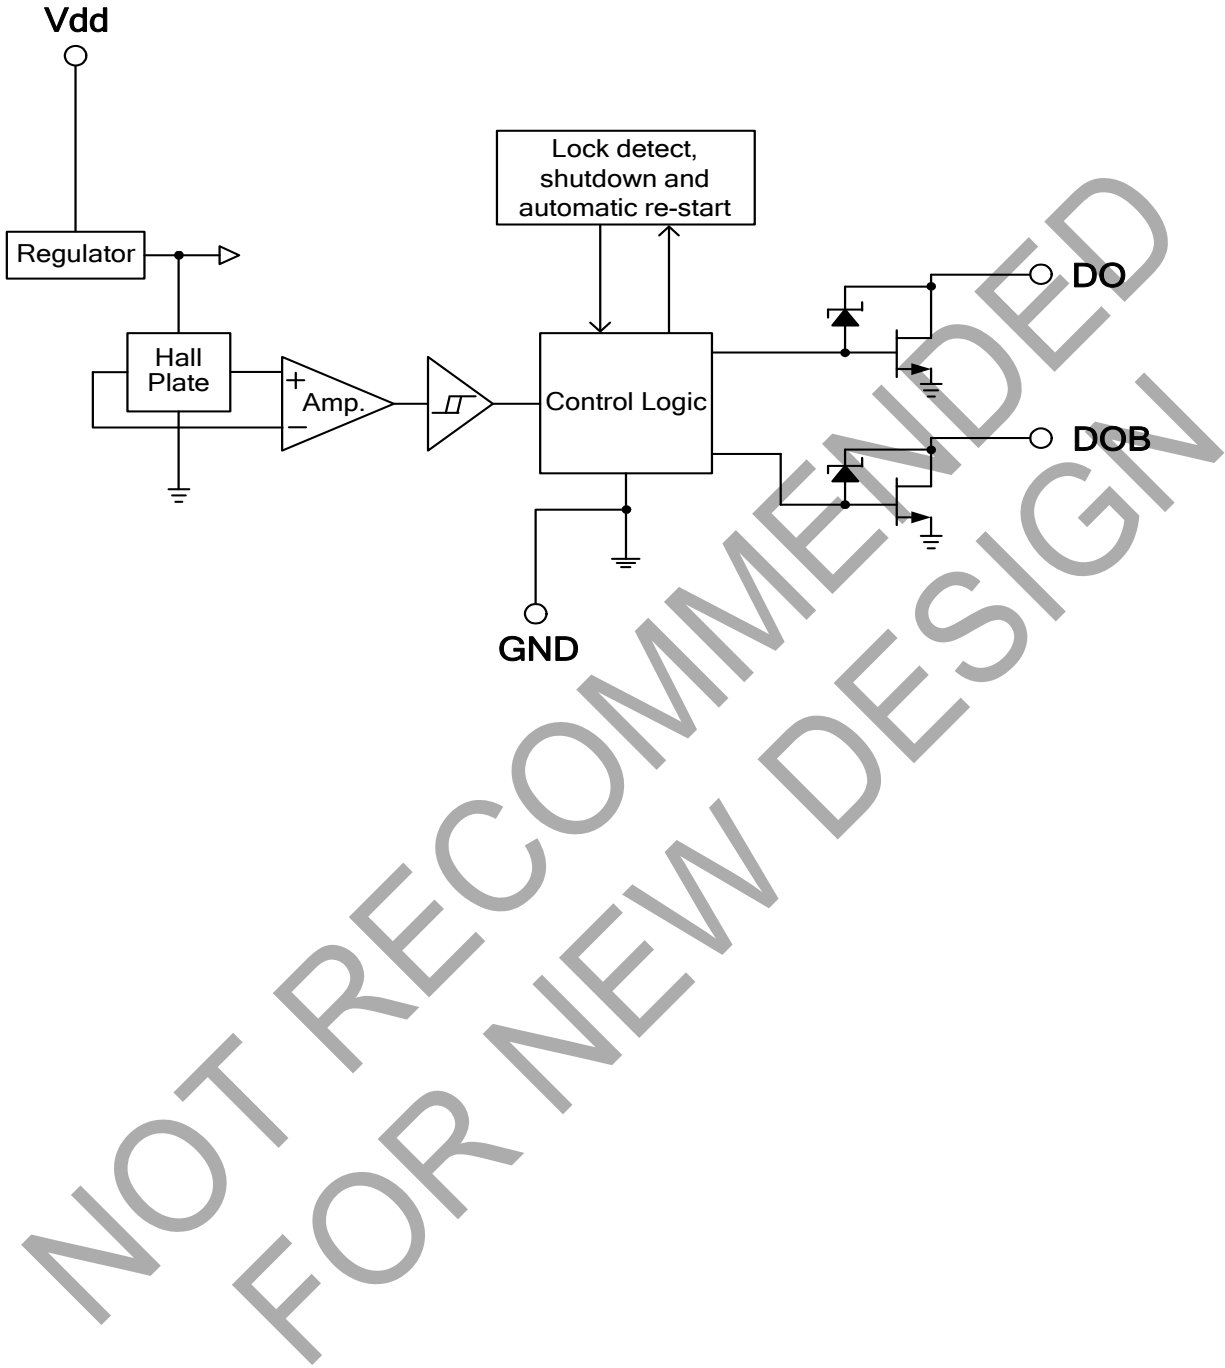 Vdd
Lock detect,
shutdown and
automatic re-start
Regulator
DO
Hall
Plate
+
Amp.
−
Control Logic
DOB
GND
NOT RECOMMENDED
FOR NEW DESIGN